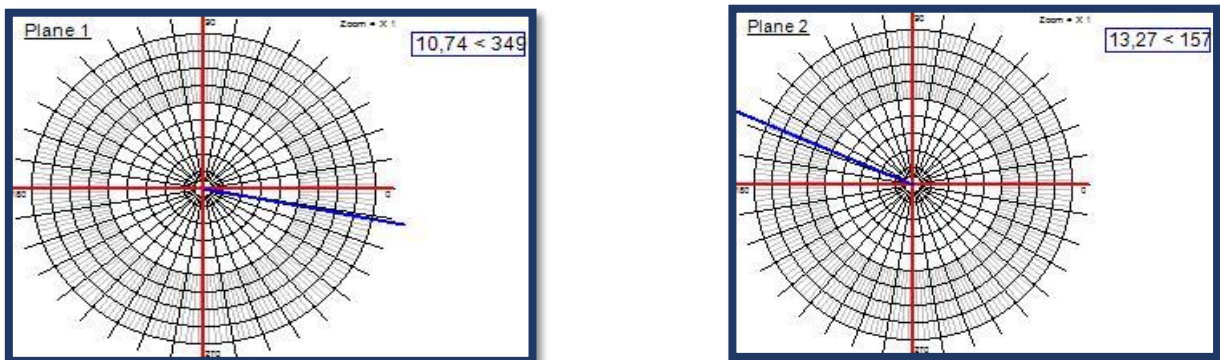 Plane 1
90
Zoom = X 1
10,74 < 349
180
0
270
Plane 2
90
Zoom = X 1
13,27 < 157
180
0
270